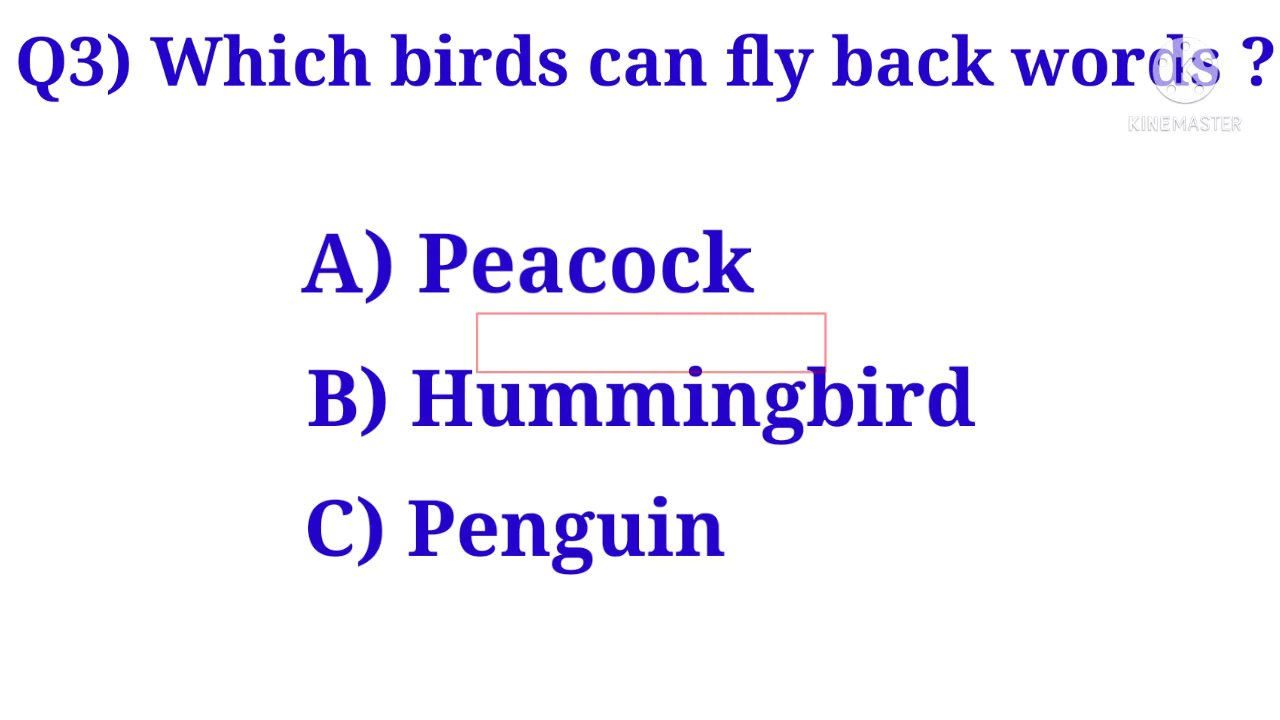 Q3) Which birds can fly back words ?
KINEMASTER
A) Peacock
B) Hummingbird
C) Penguin